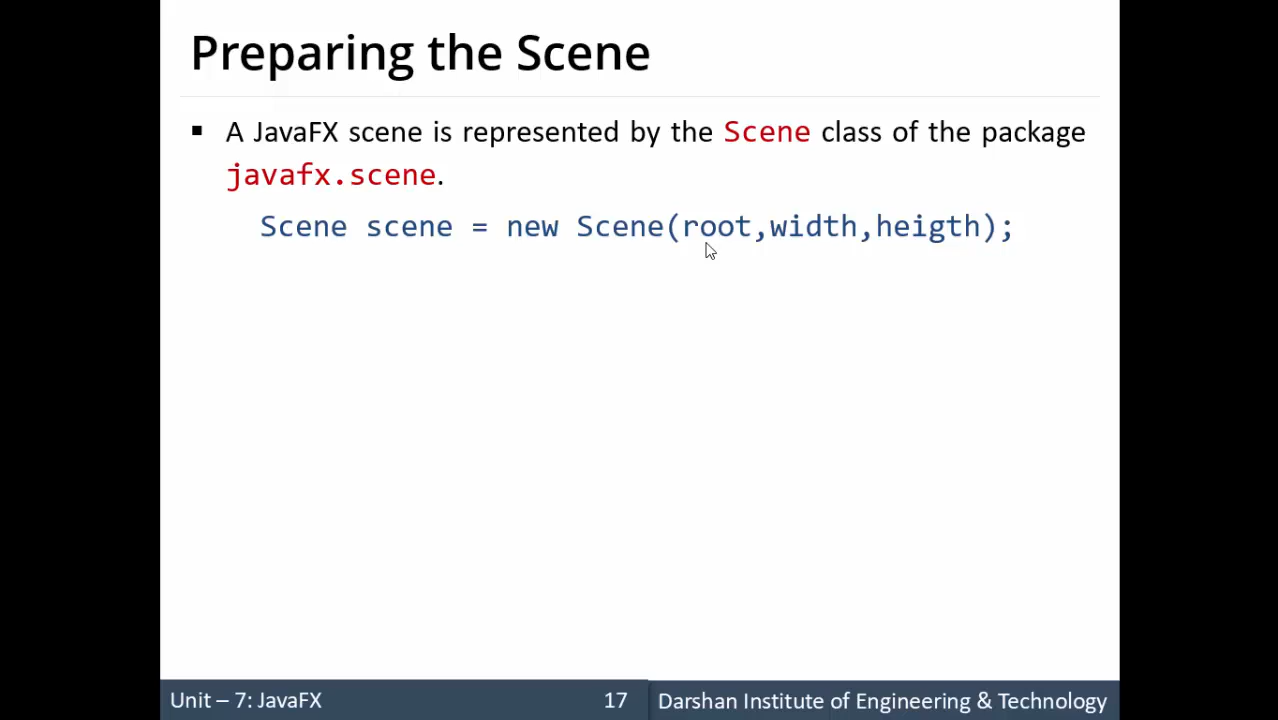 Preparing the Scene
▪ A JavaFX scene is represented by the Scene class of the package
javafx.scene.
Scene scene = new Scene(root,width,heigth);
Unit – 7: JavaFX 17 Darshan Institute of Engineering & Technology